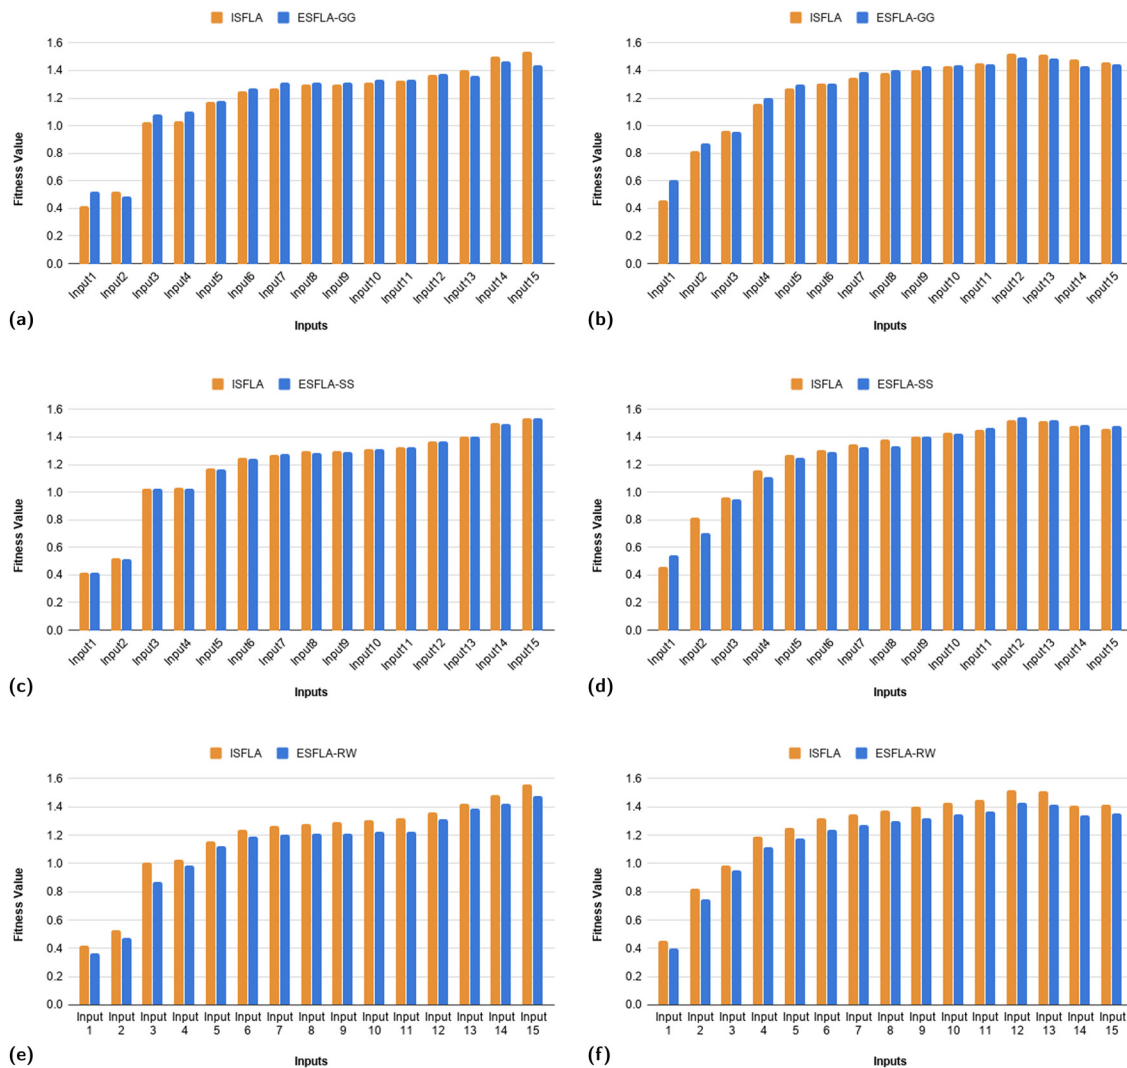 ISFLA ESFLA-GG
1.6
1.4
1.2
1.0
0.8
0.6
0.4
0.2
0.0
Fitness Value
Input1 Input2 Input3 Input4 Input5 Input6 Input7 Input8 Input9 Input10 Input11 Input12 Input13 Input14 Input15
Inputs
(a)
ISFLA ESFLA-GG
1.6
1.4
1.2
1.0
0.8
0.6
0.4
0.2
0.0
Fitness Value
Input1 Input2 Input3 Input4 Input5 Input6 Input7 Input8 Input9 Input10 Input11 Input12 Input13 Input14 Input15
Inputs
(b)
ISFLA ESFLA-SS
1.6
1.4
1.2
1.0
0.8
0.6
0.4
0.2
0.0
Fitness Value
Input1 Input2 Input3 Input4 Input5 Input6 Input7 Input8 Input9 Input10 Input11 Input12 Input13 Input14 Input15
Inputs
(c)
ISFLA ESFLA-SS
1.6
1.4
1.2
1.0
0.8
0.6
0.4
0.2
0.0
Fitness Value
Input1 Input2 Input3 Input4 Input5 Input6 Input7 Input8 Input9 Input10 Input11 Input12 Input13 Input14 Input15
Inputs
(d)
ISFLA ESFLA-RW
1.6
1.4
1.2
1.0
0.8
0.6
0.4
0.2
0.0
Fitness Value
Input Input Input Input Input Input Input Input Input Input Input Input Input Input Input
1 2 3 4 5 6 7 8 9 10 11 12 13 14 15
Inputs
(e)
ISFLA ESFLA-RW
1.6
1.4
1.2
1.0
0.8
0.6
0.4
0.2
0.0
Fitness Value
Input Input Input Input Input Input Input Input Input Input Input Input Input Input Input
1 2 3 4 5 6 7 8 9 10 11 12 13 14 15
Inputs
(f)